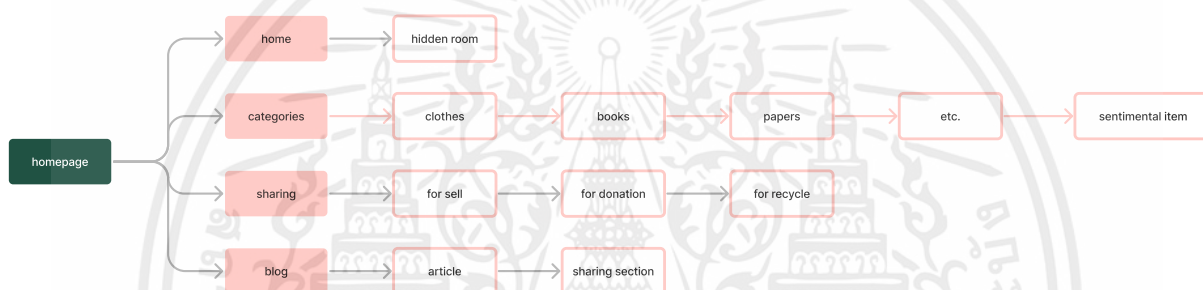 home
hidden room
categories
clothes
books
papers
etc.
sentimental item
homepage
sharing
for sell
for donation
for recycle
blog
article
sharing section